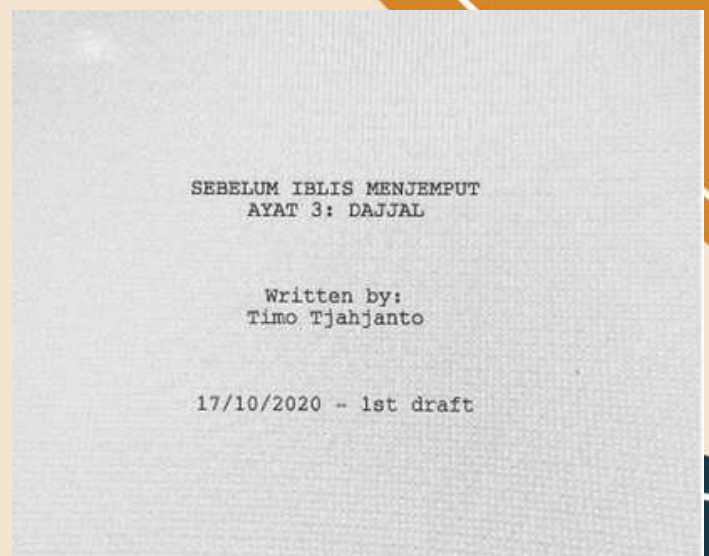 SEBELUM IBLIS MENJEMPUT
AYAT 3: DAJJAL
Written by:
Timo Tjahjanto
17/10/2020 - 1st draft